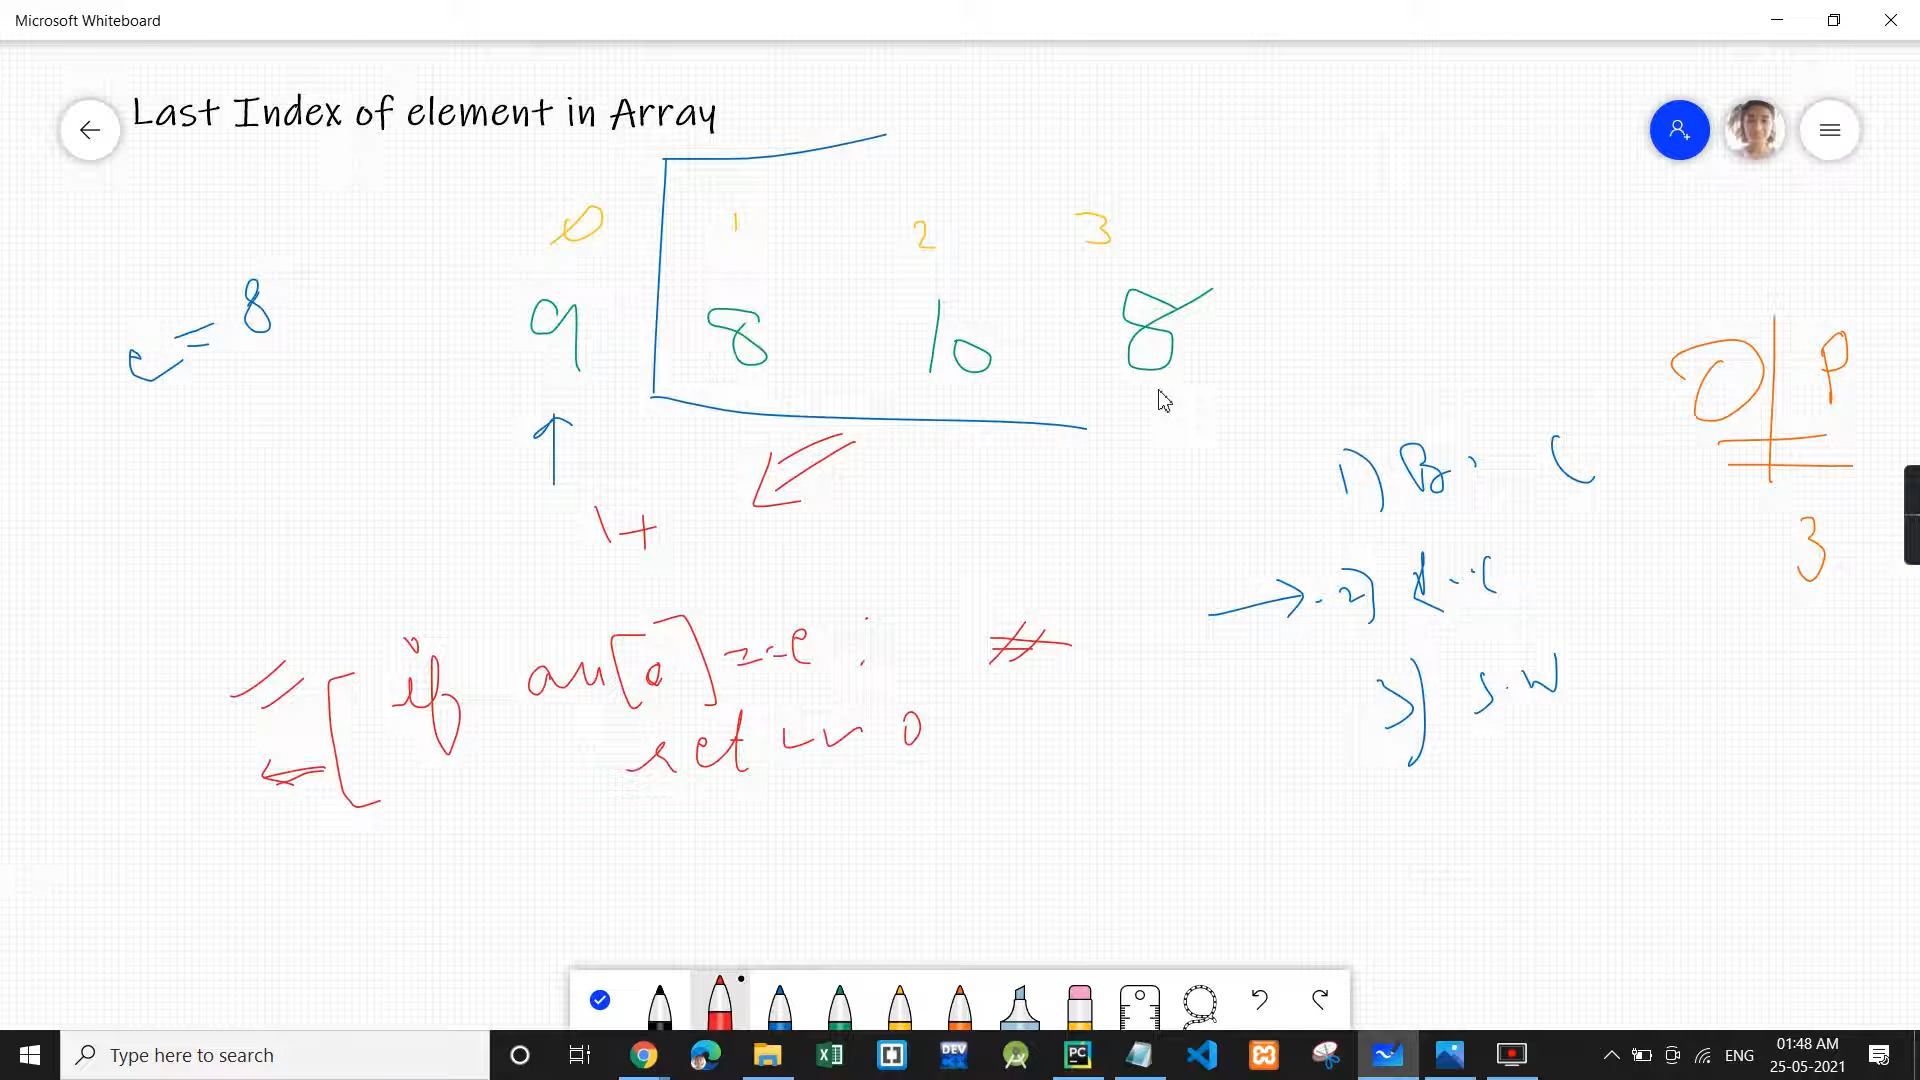 Microsoft Whiteboard
Last Index of element in Array
0 1 2 3
e = 8
9 8 10 8
O P
1+
3
1) B. C
2) R.C
3) S.W
if arr[0] == e :
return 0
Type here to search
ENG
01:48 AM
25-05-2021